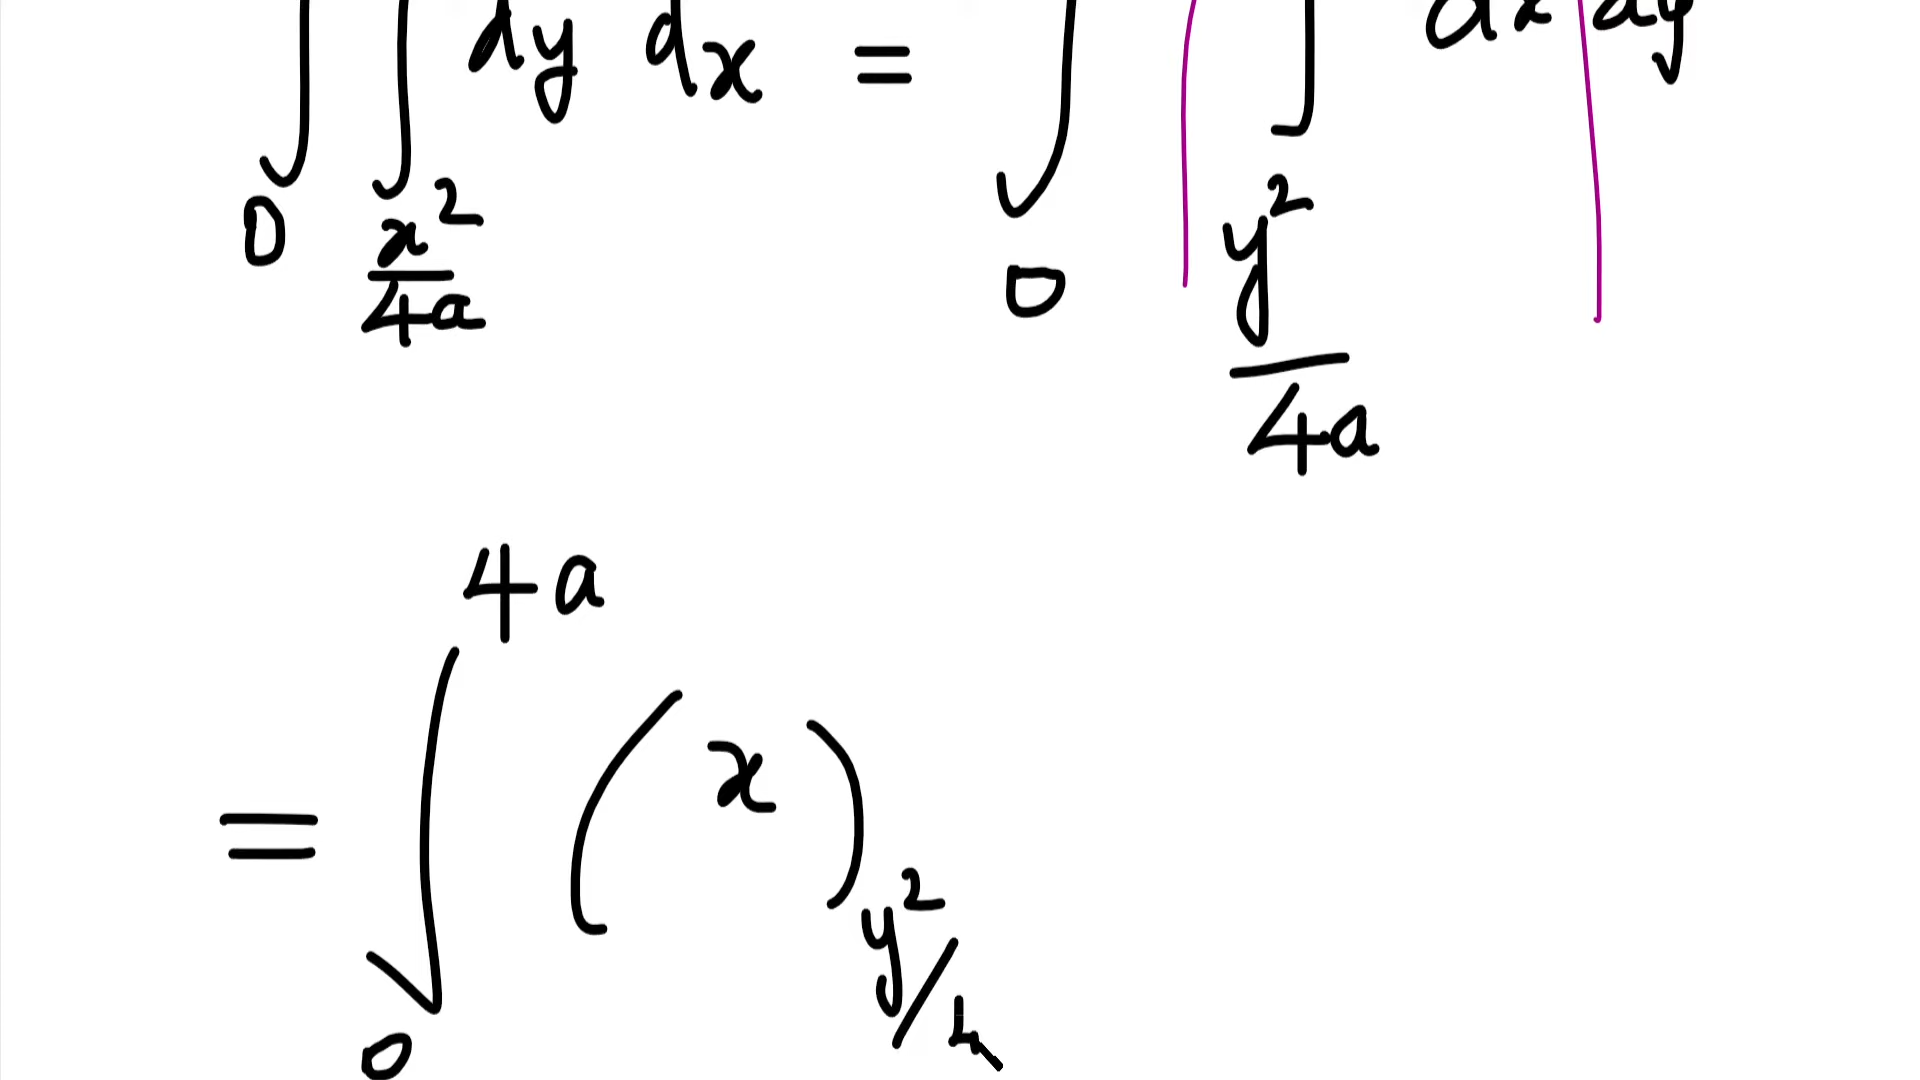 ∫ ∫ dy dx = ∫ | ∫ dx | dy
0 x²/4a 0 y²/4a
4a
= ∫ ( x )
0 y²/4